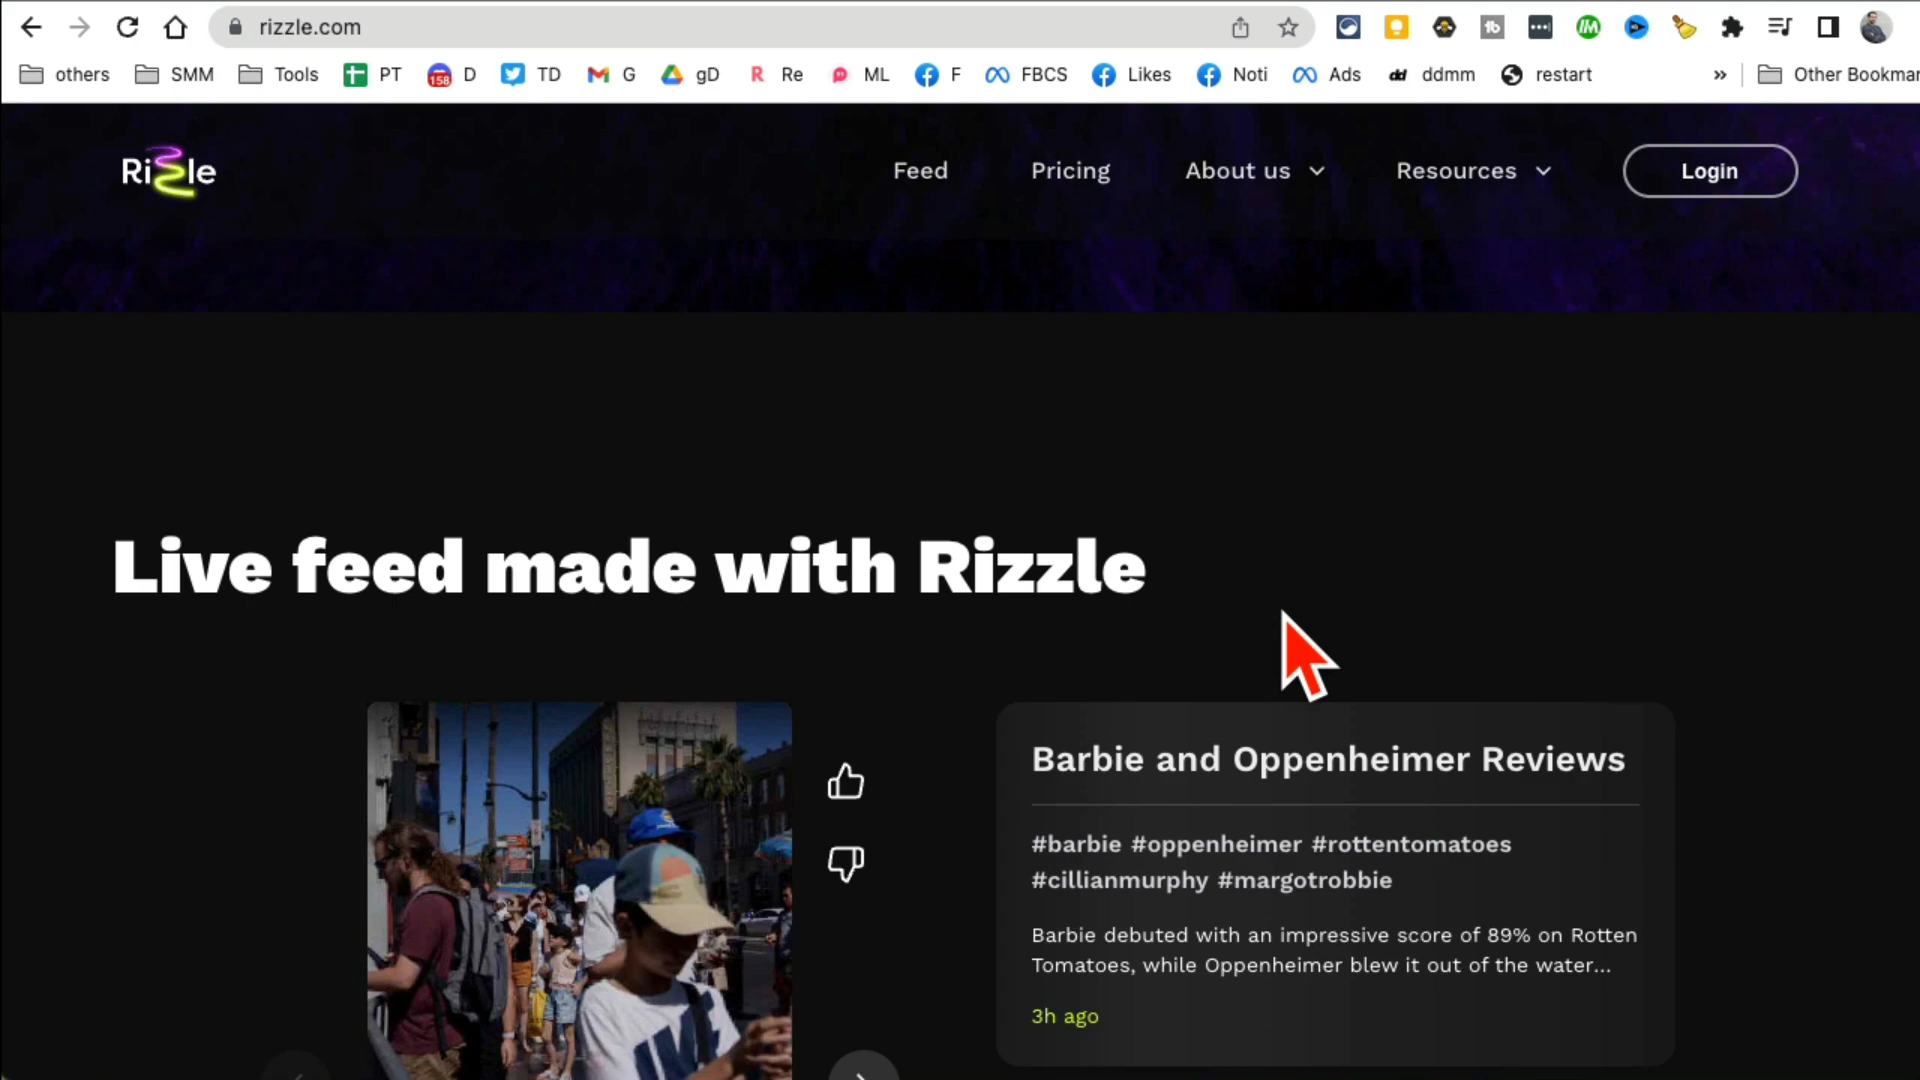 rizzle.com
others SMM Tools PT 158 D TD G gD R Re ML F FBCS Likes Noti Ads dd ddmm restart » Other Bookmar
Rizzle Feed Pricing About us Resources Login
Live feed made with Rizzle
Barbie and Oppenheimer Reviews
#barbie #oppenheimer #rottentomatoes
#cillianmurphy #margotrobbie
Barbie debuted with an impressive score of 89% on Rotten
Tomatoes, while Oppenheimer blew it out of the water...
3h ago